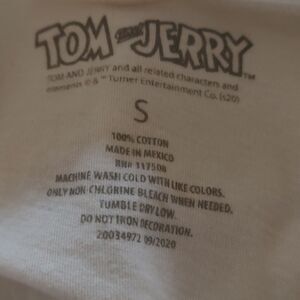 TOM and JERRY™
TOM AND JERRY and all related characters and
elements © & ™ Turner Entertainment Co. (s20)
S
100% COTTON
MADE IN MEXICO
RN# 117508
MACHINE WASH COLD WITH LIKE COLORS.
ONLY NON-CHLORINE BLEACH WHEN NEEDED.
TUMBLE DRY LOW.
DO NOT IRON DECORATION.
20034972 09/2020